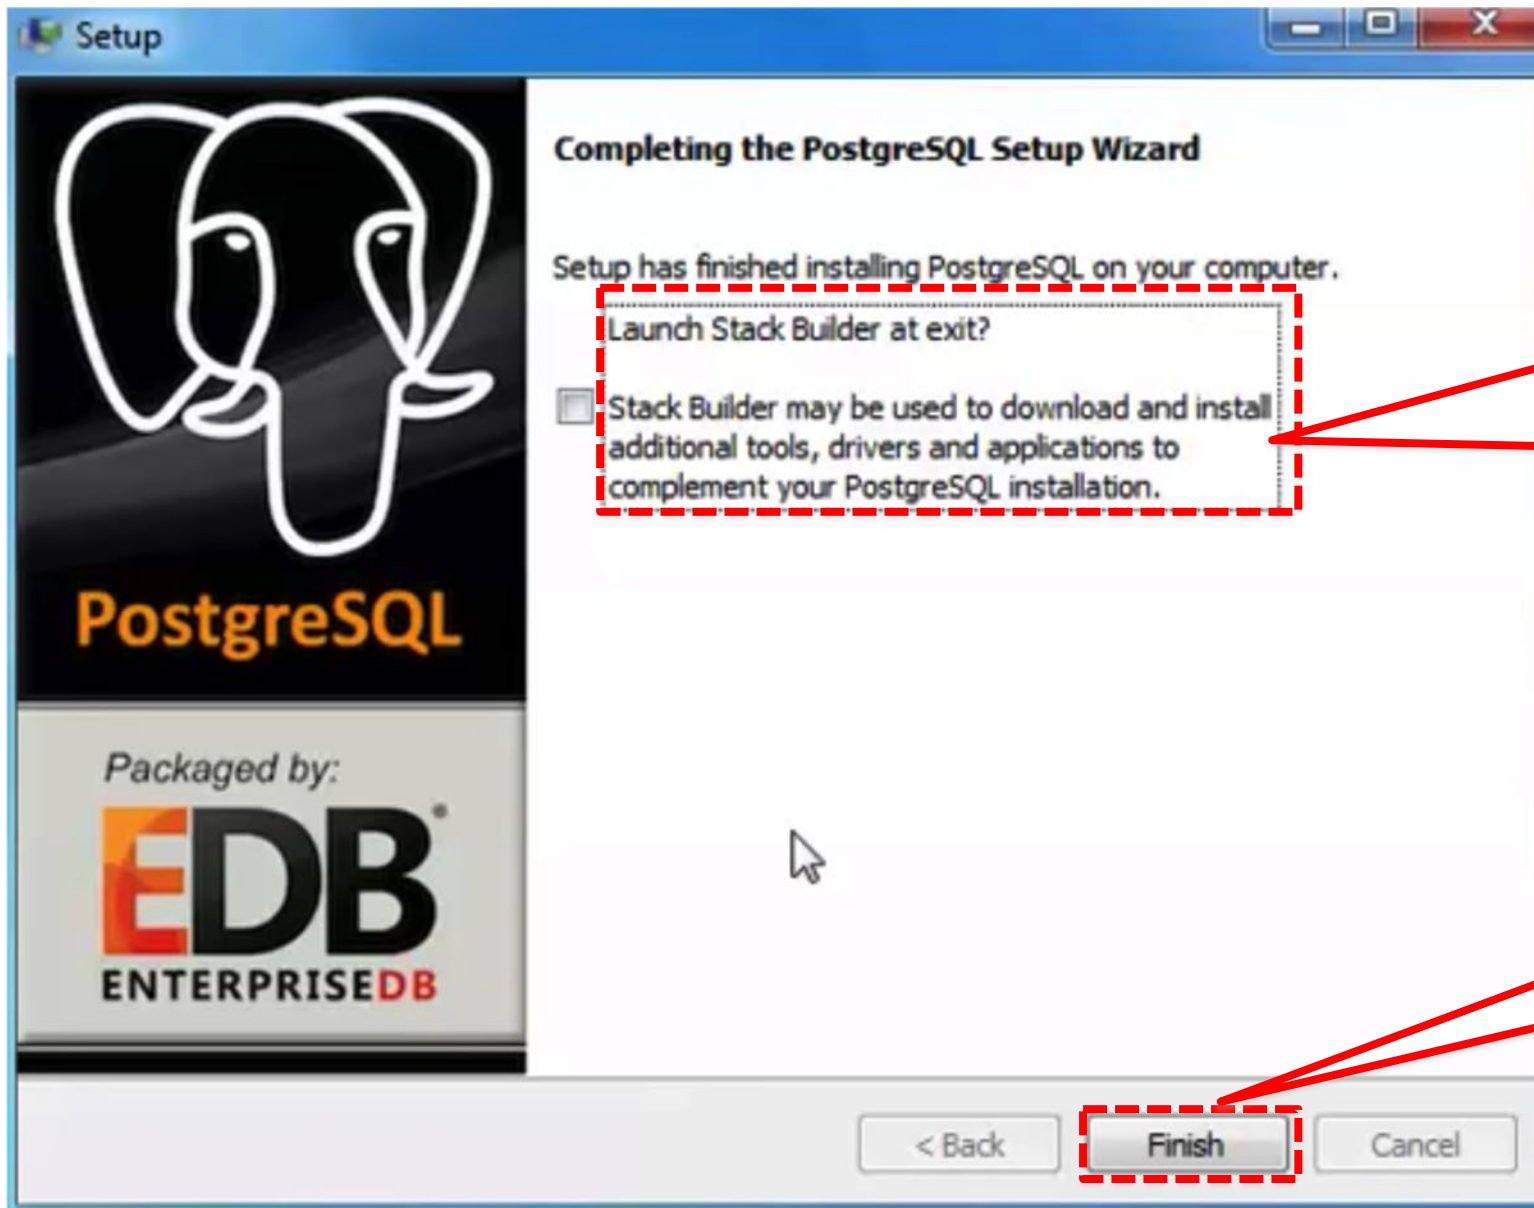 Setup
Completing the PostgreSQL Setup Wizard
Setup has finished installing PostgreSQL on your computer.
Launch Stack Builder at exit?
Stack Builder may be used to download and install
additional tools, drivers and applications to
complement your PostgreSQL installation.
PostgreSQL
Packaged by:
EDB
ENTERPRISEDB
< Back
Finish
Cancel